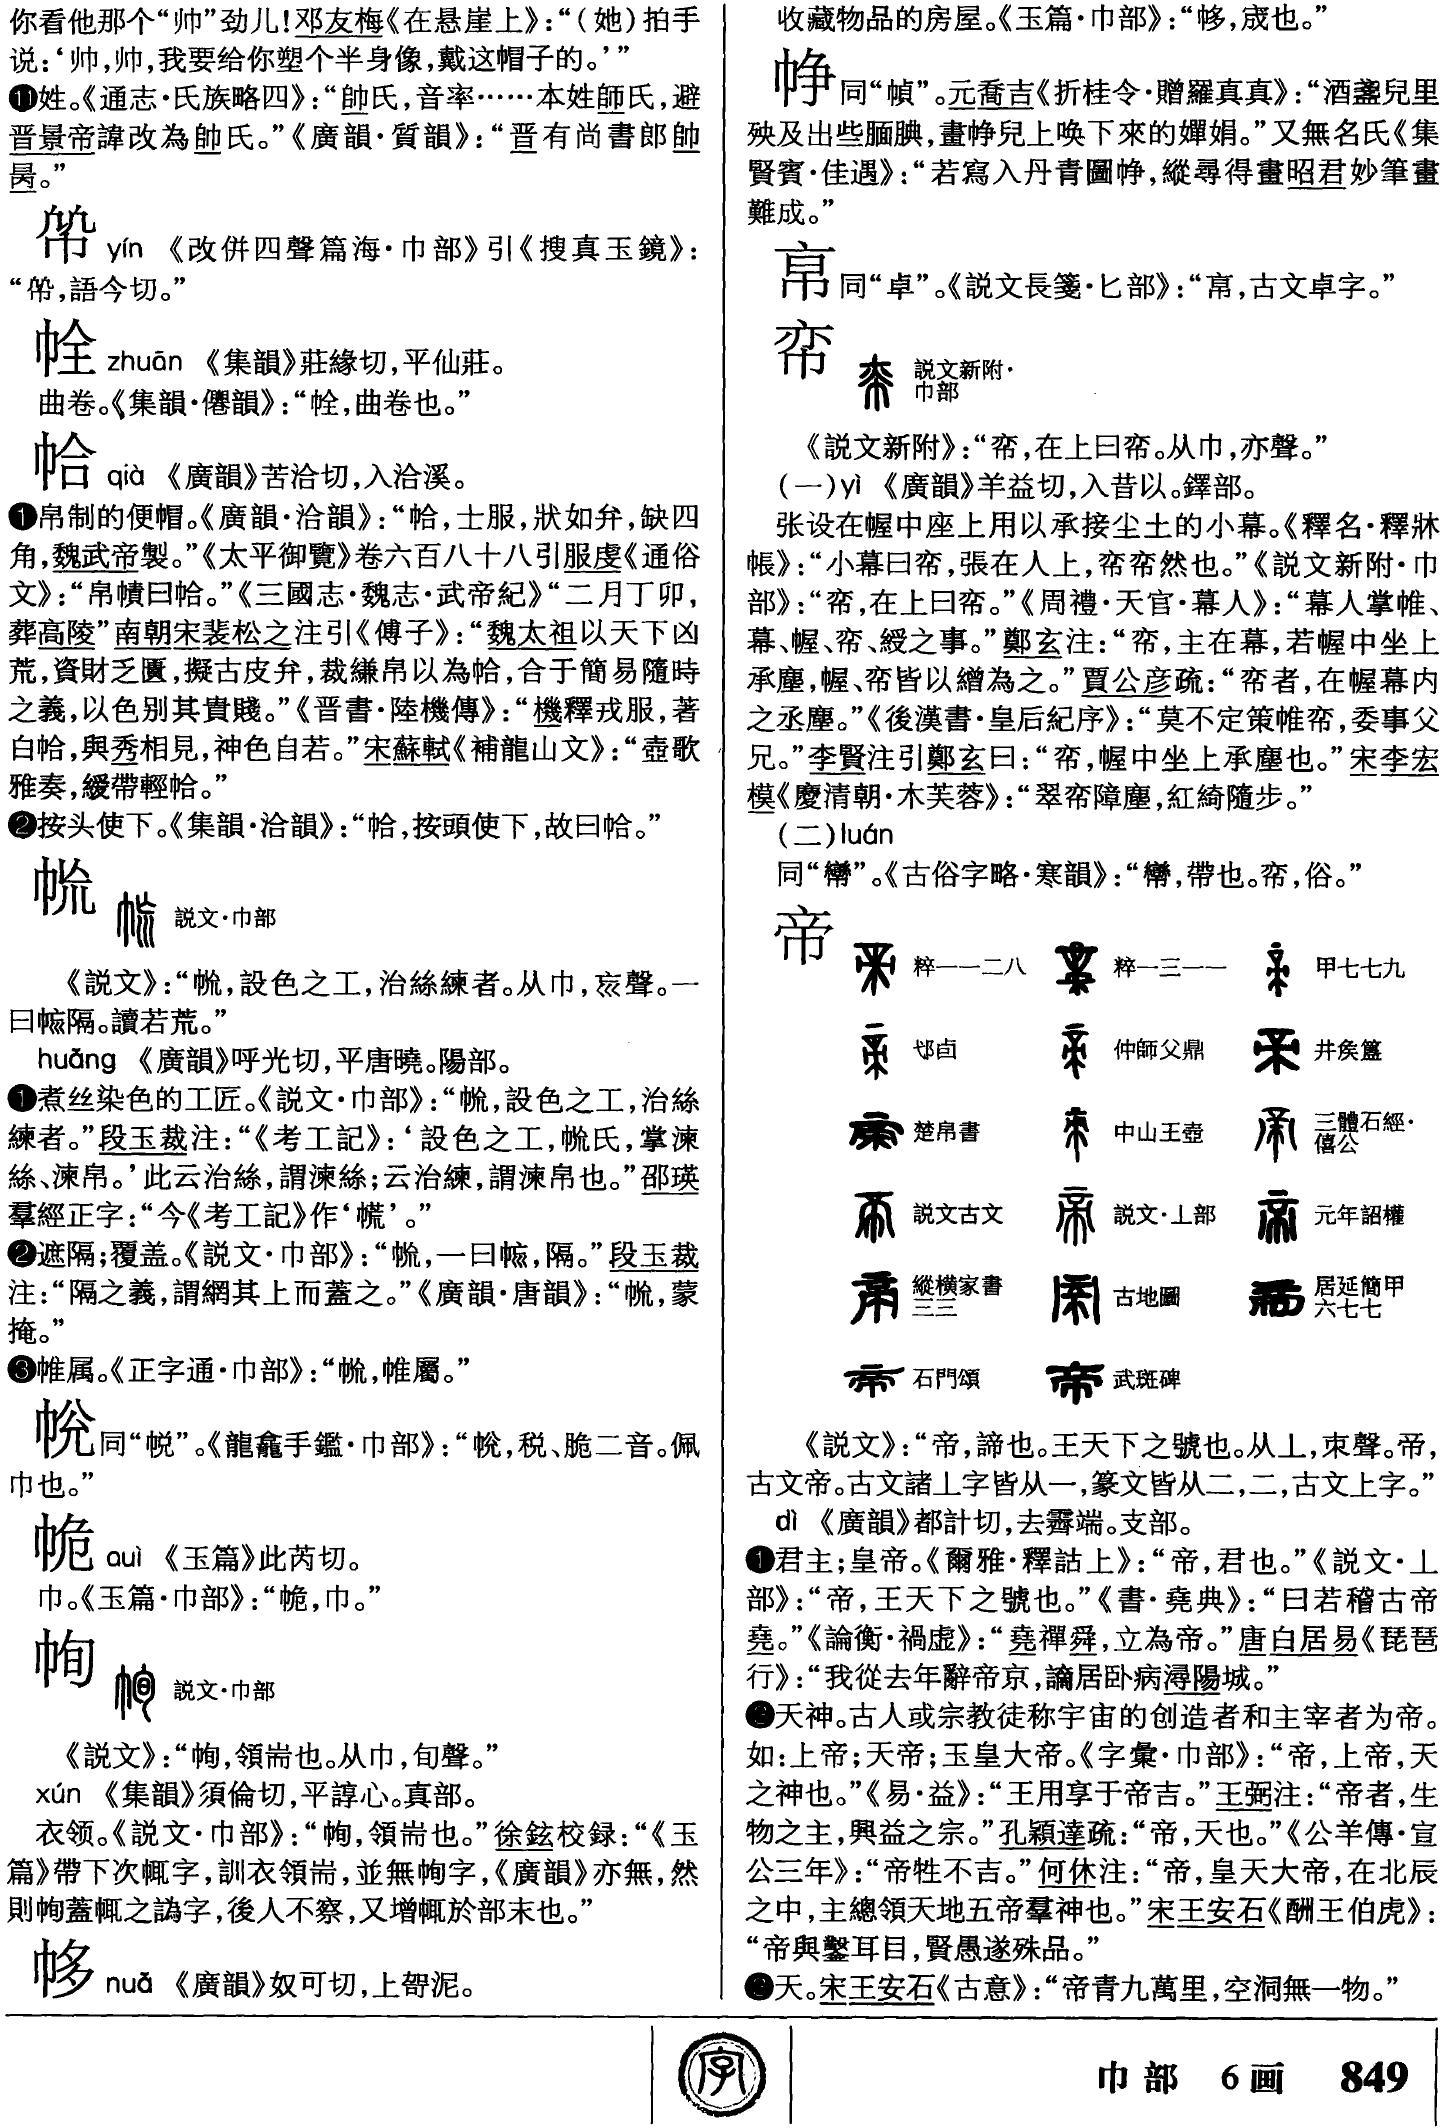 你看他那个“帅”劲儿！邓友梅《在悬崖上》：“（她）拍手
说：‘帅，帅，我要给你塑个半身像，戴这帽子的。’”
⓫姓。《通志·氏族略四》：“帥氏，音率……本姓師氏，避
晋景帝諱改為帥氏。”《廣韻·質韻》：“晋有尚書郎帥
昺。”
yín 《改併四聲篇海·巾部》引《搜真玉鏡》：
“，語今切。”
恮 zhuān 《集韻》莊緣切，平仙莊。
曲卷。《集韻·僊韻》：“，曲卷也。”
帢 qià 《廣韻》苦洽切，入洽溪。
❶帛制的便帽。《廣韻·洽韻》：“帢，士服，狀如弁，缺四
角，魏武帝製。”《太平御覽》卷六百八十八引服虔《通俗
文》：“帛幘曰帢。”《三國志·魏志·武帝紀》“二月丁卯，
葬高陵”南朝宋裴松之注引《傅子》：“魏太祖以天下凶
荒，資財乏匱，擬古皮弁，裁縑帛以為帢，合于簡易隨時
之義，以色别其貴賤。”《晋書·陸機傳》：“機釋戎服，著
白帢，與秀相見，神色自若。”宋蘇軾《補龍山文》：“壺歌
雅奏，緩帶輕帢。”
❷按头使下。《集韻·洽韻》：“帢，按頭使下，故曰帢。”
㡆 説文·巾部
《説文》：“㡆，設色之工，治絲練者。从巾，㐬聲。一
曰㡆隔。讀若荒。”
huāng 《廣韻》呼光切，平唐曉。陽部。
❶煮丝染色的工匠。《説文·巾部》：“㡆，設色之工，治絲
練者。”段玉裁注：“《考工記》：‘設色之工，㡆氏，掌湅
絲、湅帛。’此云治絲，謂湅絲；云治練，謂湅帛也。”邵瑛
羣經正字：“今《考工記》作‘㡛’。”
❷遮隔；覆盖。《説文·巾部》：“㡆，一曰㡆，隔。”段玉裁
注：“隔之義，謂網其上而蓋之。”《廣韻·唐韻》：“㡆，蒙
掩。”
❸帷属。《正字通·巾部》：“㡆，帷屬。”
同“帨”。《龍龕手鑑·巾部》：“，税、脆二音。佩
巾也。”
㡎 cuì 《玉篇》此芮切。
巾。《玉篇·巾部》：“，巾。”
㡄 説文·巾部
《説文》：“，領耑也。从巾，旬聲。”
xún 《集韻》須倫切，平諄心。真部。
衣领。《説文·巾部》：“，領耑也。”徐鉉校録：“《玉
篇》帶下次㡒字，訓衣領耑，並無字，《廣韻》亦無，然
則蓋之譌字，後人不察，又增於部末也。”
㡅 nuǒ 《廣韻》奴可切，上哿泥。
收藏物品的房屋。《玉篇·巾部》：“㡅，宬也。”
㡧 同“幀”。元喬吉《折桂令·贈羅真真》：“酒盞兒里
殃及出些腼腆，畫兒上唤下來的嬋娟。”又無名氏《集
賢賓·佳遇》：“若寫入丹青圖，縱尋得畫昭君妙筆畫
難成。”
同“卓”。《説文長箋·匕部》：“，古文卓字。”
帟 説文新附·
巾部
《説文新附》：“帟，在上曰帟。从巾，亦聲。”
（一）yì 《廣韻》羊益切，入昔以。鐸部。
张设在幄中座上用以承接尘土的小幕。《釋名·釋牀
帳》：“小幕曰帟，張在人上，帟帟然也。”《説文新附·巾
部》：“帟，在上曰帟。”《周禮·天官·幕人》：“幕人掌帷、
幕、幄、帟、綬之事。”鄭玄注：“帟，主在幕，若幄中坐上
承塵，幄、帟皆以繒為之。”賈公彦疏：“帟者，在幄幕内
之丞塵。”《後漢書·皇后紀序》：“莫不定策帷帟，委事父
兄。”李賢注引鄭玄曰：“帟，幄中坐上承塵也。”宋李宏
模《慶清朝·木芙蓉》：“翠帟障塵，紅綺隨步。”
（二）luán
同“㡩”。《古俗字略·寒韻》：“㡩，帶也。帟，俗。”
帝 粹一一二八 粹一三一一 甲七七九
邲卣 仲師父鼎 井矦簋
楚帛書 中山王壺 三體石經·
僖公
説文古文 説文·丄部 元年詔權
縱横家書
三三 古地圖 居延簡甲
六七七
石門頌 武斑碑
《説文》：“帝，諦也。王天下之號也。从丄，朿聲。帝，
古文帝。古文諸丄字皆从一，篆文皆从二，二，古文上字。”
dì 《廣韻》都計切，去霽端。支部。
❶君主；皇帝。《爾雅·釋詁上》：“帝，君也。”《説文·丄
部》：“帝，王天下之號也。”《書·堯典》：“曰若稽古帝
堯。”《論衡·禍虚》：“堯禪舜，立為帝。”唐白居易《琵琶
行》：“我從去年辭帝京，謫居卧病潯陽城。”
❷天神。古人或宗教徒称宇宙的创造者和主宰者为帝。
如：上帝；天帝；玉皇大帝。《字彙·巾部》：“帝，上帝，天
之神也。”《易·益》：“王用享于帝吉。”王弼注：“帝者，生
物之主，興益之宗。”孔穎達疏：“帝，天也。”《公羊傳·宣
公三年》：“帝牲不吉。”何休注：“帝，皇天大帝，在北辰
之中，主總領天地五帝羣神也。”宋王安石《酬王伯虎》：
“帝與鑿耳目，賢愚遂殊品。”
❸天。宋王安石《古意》：“帝青九萬里，空洞無一物。”
字
巾部 6画 849